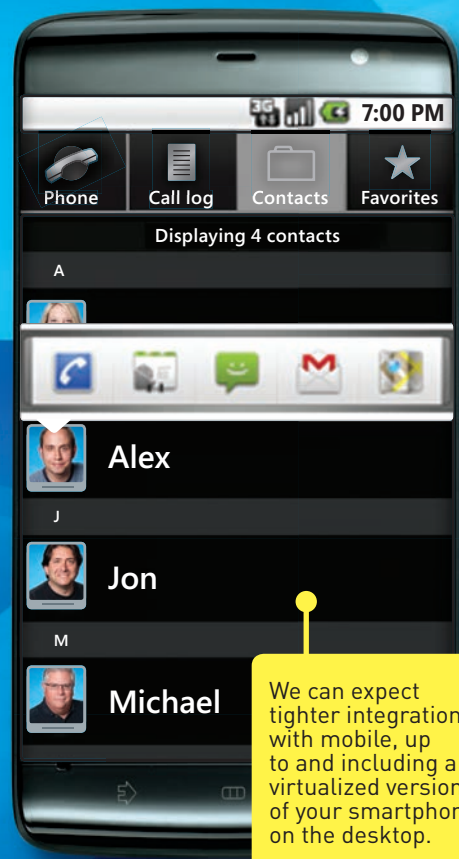 3G
7:00 PM
Phone Call log Contacts Favorites
Displaying 4 contacts
A
Alex
J
Jon
M
Michael
We can expect
tighter integration
with mobile, up
to and including a
virtualized version
of your smartphon
on the desktop.